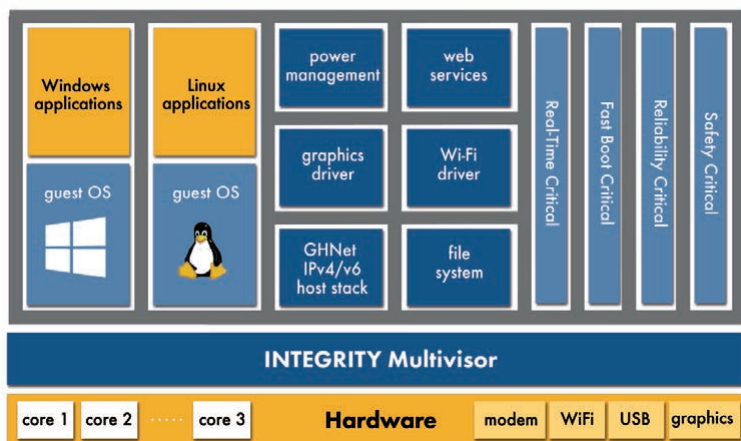 Windows
applications
guest OS
Linux
applications
guest OS
power
management
web
services
graphics
driver
Wi-Fi
driver
GHNet
IPv4/v6
host stack
file
system
Real-Time Critical
Fast Boot Critical
Reliability Critical
Safety Critical
INTEGRITY Multivisor
core 1 core 2 ..... core 3 Hardware modem WiFi USB graphics